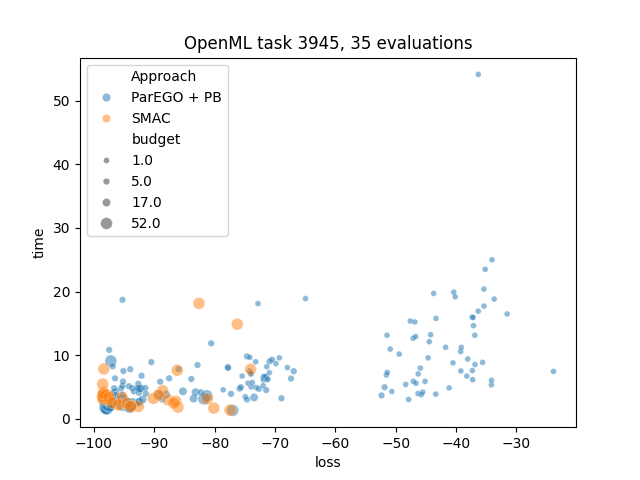 OpenML task 3945, 35 evaluations
Approach
ParEGO + PB
SMAC
budget
1.0
5.0
17.0
52.0
time
50
40
30
20
10
0
−100
−90
−80
−70
−60
−50
−40
−30
loss